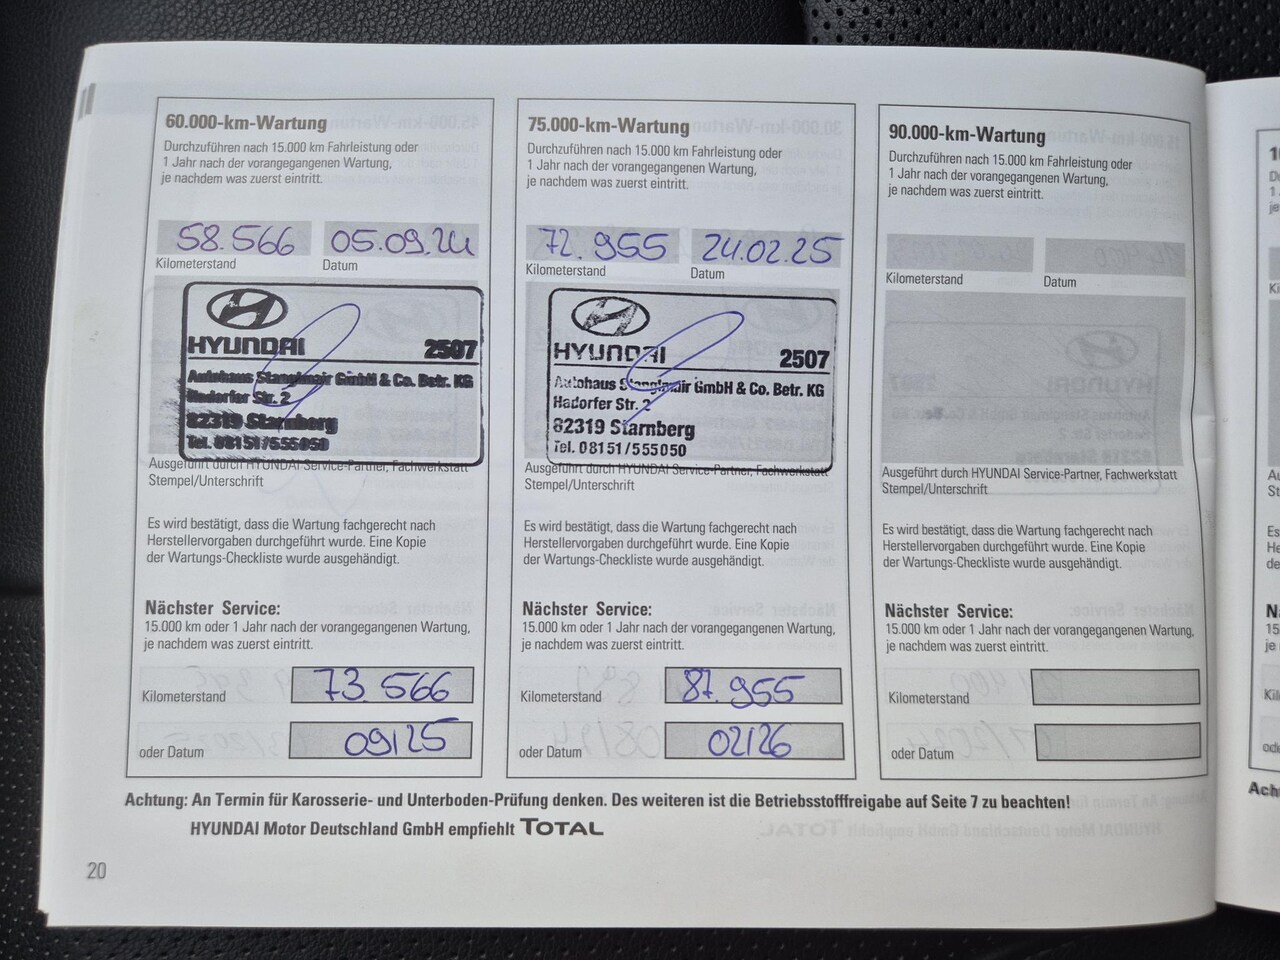 60.000-km-Wartung
Durchzuführen nach 15.000 km Fahrleistung oder
1 Jahr nach der vorangegangenen Wartung,
je nachdem was zuerst eintritt.
58.566 05.09.24
Kilometerstand Datum
HYUNDAI 2507
Autohaus Stanglmair GmbH & Co. Betr. KG
Hadorfer Str. 2
82319 Starnberg
Tel. 08151/555050
Ausgeführt durch HYUNDAI Service-Partner, Fachwerkstatt
Stempel/Unterschrift
Es wird bestätigt, dass die Wartung fachgerecht nach
Herstellervorgaben durchgeführt wurde. Eine Kopie
der Wartungs-Checkliste wurde ausgehändigt.
Nächster Service:
15.000 km oder 1 Jahr nach der vorangegangenen Wartung,
je nachdem was zuerst eintritt.
Kilometerstand 73 566
oder Datum 09/25
75.000-km-Wartung
Durchzuführen nach 15.000 km Fahrleistung oder
1 Jahr nach der vorangegangenen Wartung,
je nachdem was zuerst eintritt.
72.955 24.02.25
Kilometerstand Datum
HYUNDAI 2507
Autohaus Stanglmair GmbH & Co. Betr. KG
Hadorfer Str. 2
82319 Starnberg
Tel. 08151/555050
Ausgeführt durch HYUNDAI Service-Partner, Fachwerkstatt
Stempel/Unterschrift
Es wird bestätigt, dass die Wartung fachgerecht nach
Herstellervorgaben durchgeführt wurde. Eine Kopie
der Wartungs-Checkliste wurde ausgehändigt.
Nächster Service:
15.000 km oder 1 Jahr nach der vorangegangenen Wartung,
je nachdem was zuerst eintritt.
Kilometerstand 87.955
oder Datum 02/26
90.000-km-Wartung
Durchzuführen nach 15.000 km Fahrleistung oder
1 Jahr nach der vorangegangenen Wartung,
je nachdem was zuerst eintritt.
Kilometerstand Datum
Ausgeführt durch HYUNDAI Service-Partner, Fachwerkstatt
Stempel/Unterschrift
Es wird bestätigt, dass die Wartung fachgerecht nach
Herstellervorgaben durchgeführt wurde. Eine Kopie
der Wartungs-Checkliste wurde ausgehändigt.
Nächster Service:
15.000 km oder 1 Jahr nach der vorangegangenen Wartung,
je nachdem was zuerst eintritt.
Kilometerstand
oder Datum
Achtung: An Termin für Karosserie- und Unterboden-Prüfung denken. Des weiteren ist die Betriebsstofffreigabe auf Seite 7 zu beachten!
HYUNDAI Motor Deutschland GmbH empfiehlt TOTAL
20